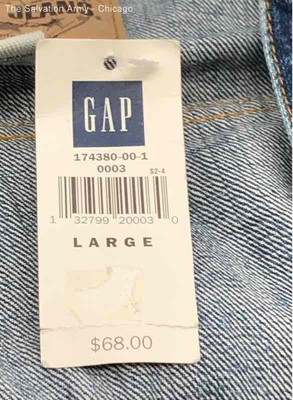 The Salvation Army - Chicago
GAP
174380-00-1
0003
S2-4
1 32799 20003 0
LARGE
$68.00